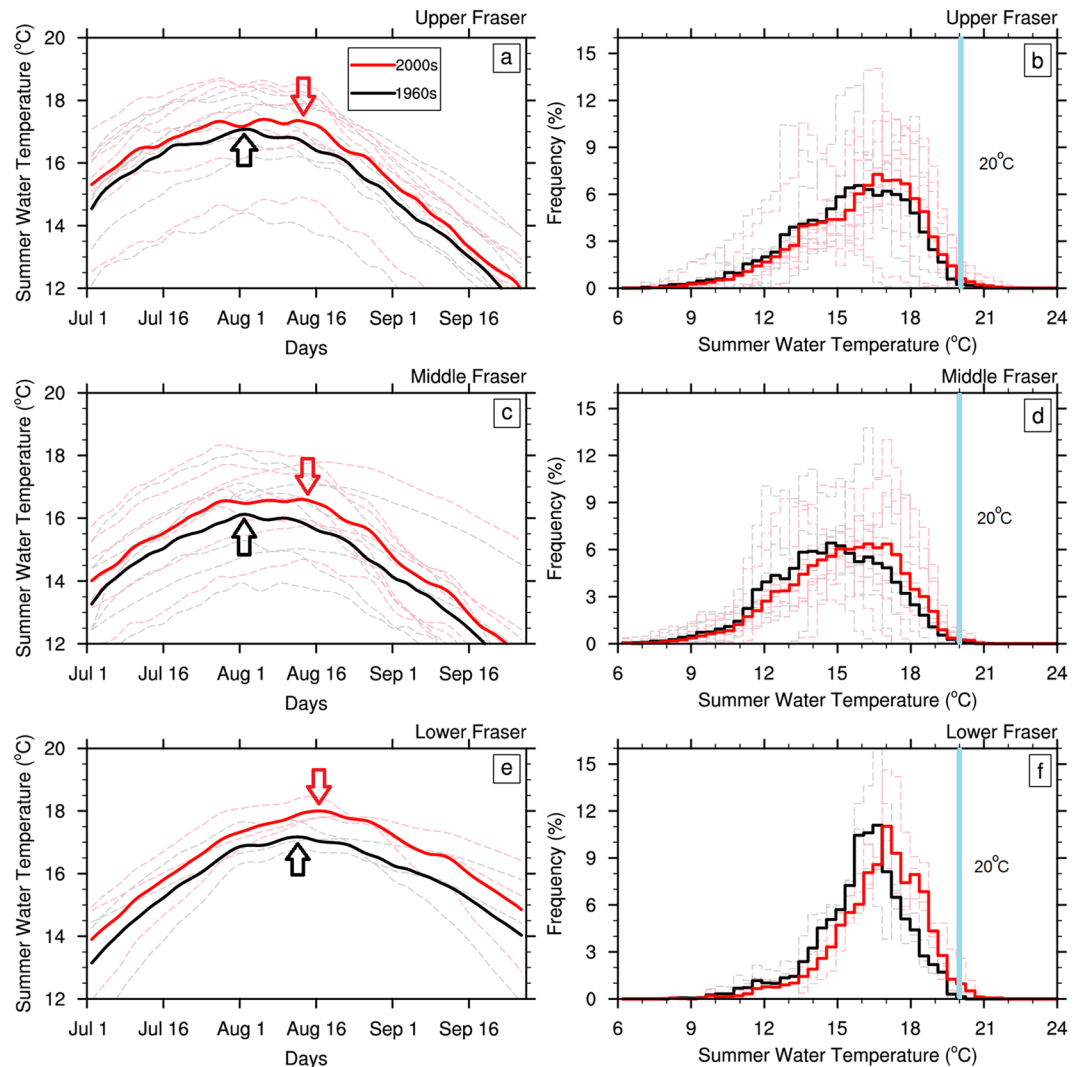 Upper Fraser
20
18
16
14
12
Summer Water Temperature (°C)
a
2000s
1960s
Jul 1 Jul 16 Aug 1 Aug 16 Sep 1 Sep 16
Days
Upper Fraser
15
12
9
6
3
0
Frequency (%)
b
20°C
6 9 12 15 18 21 24
Summer Water Temperature (°C)
Middle Fraser
20
18
16
14
12
Summer Water Temperature (°C)
c
Jul 1 Jul 16 Aug 1 Aug 16 Sep 1 Sep 16
Days
Middle Fraser
15
12
9
6
3
0
Frequency (%)
d
20°C
6 9 12 15 18 21 24
Summer Water Temperature (°C)
Lower Fraser
20
18
16
14
12
Summer Water Temperature (°C)
e
Jul 1 Jul 16 Aug 1 Aug 16 Sep 1 Sep 16
Days
Lower Fraser
15
12
9
6
3
0
Frequency (%)
f
20°C
6 9 12 15 18 21 24
Summer Water Temperature (°C)